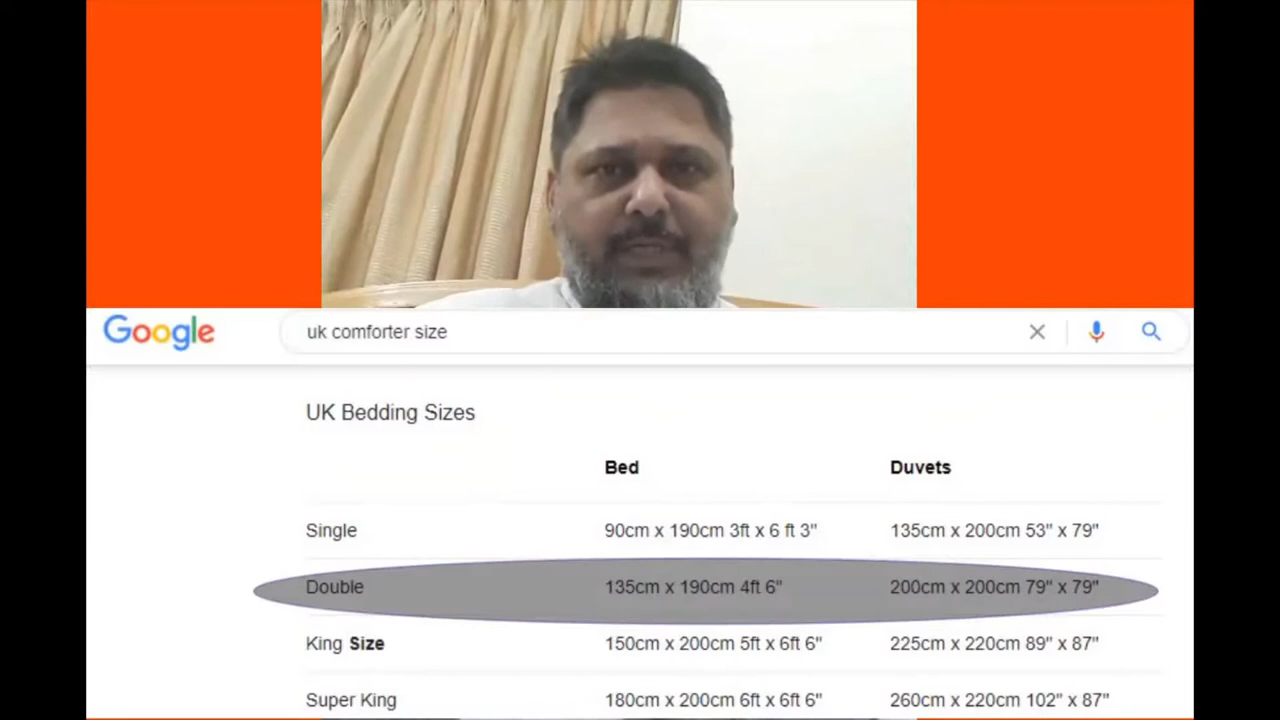 Google uk comforter size
UK Bedding Sizes
Bed Duvets
Single 90cm x 190cm 3ft x 6 ft 3" 135cm x 200cm 53" x 79"
Double 135cm x 190cm 4ft 6" 200cm x 200cm 79" x 79"
King Size 150cm x 200cm 5ft x 6ft 6" 225cm x 220cm 89" x 87"
Super King 180cm x 200cm 6ft x 6ft 6" 260cm x 220cm 102" x 87"